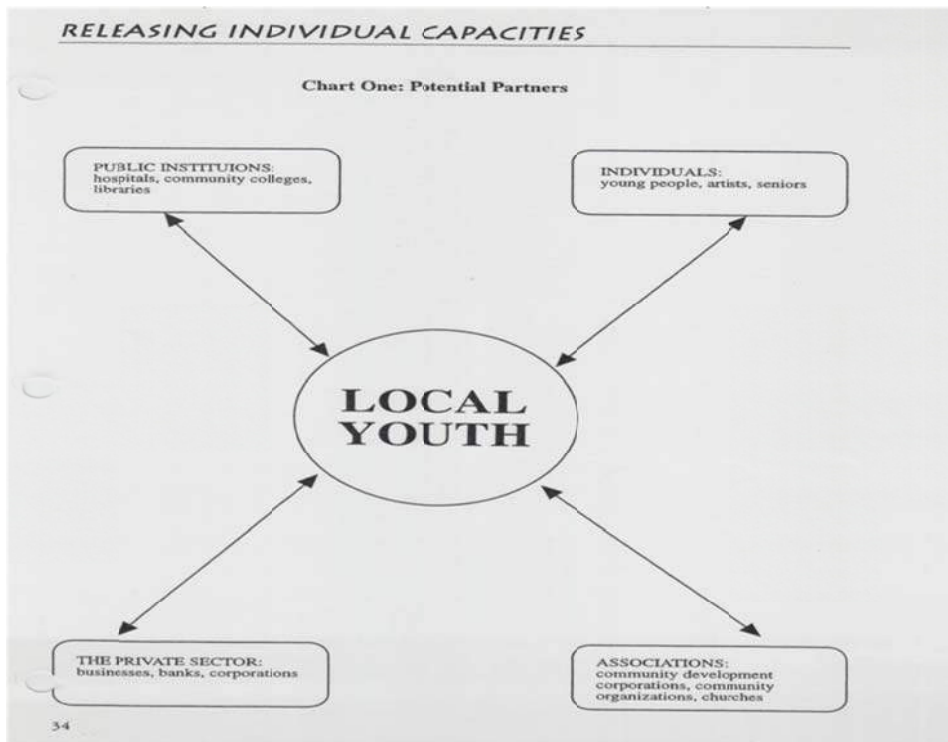 RELEASING INDIVIDUAL CAPACITIES
Chart One: Potential Partners
PUBLIC INSTITUIONS:
hospitals, community colleges,
libraries
INDIVIDUALS:
young people, artists, seniors
LOCAL
YOUTH
THE PRIVATE SECTOR:
businesses, banks, corporations
ASSOCIATIONS:
community development
corporations, community
organizations, churches
34